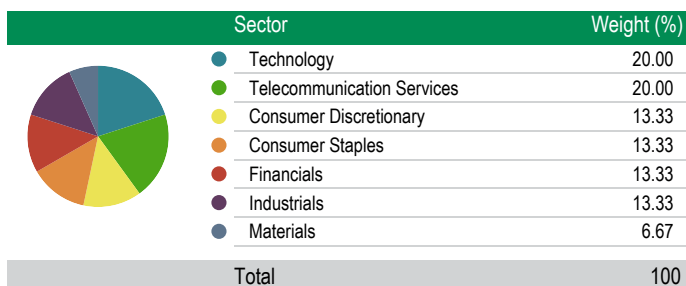 Sector Weight (%)
Technology 20.00
Telecommunication Services 20.00
Consumer Discretionary 13.33
Consumer Staples 13.33
Financials 13.33
Industrials 13.33
Materials 6.67
Total 100